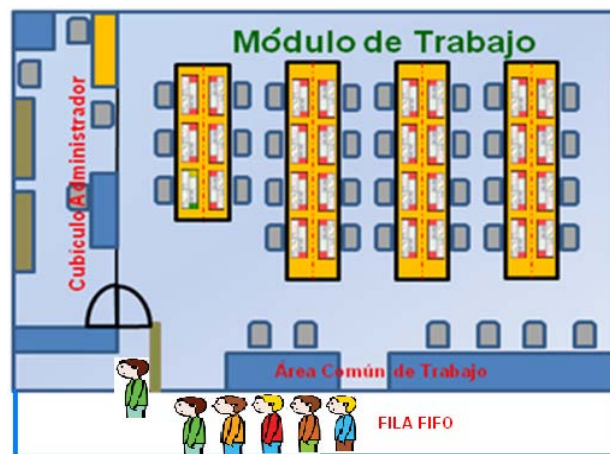 Módulo de Trabajo
Cubículo Administrador
Área Común de Trabajo
FILA FIFO